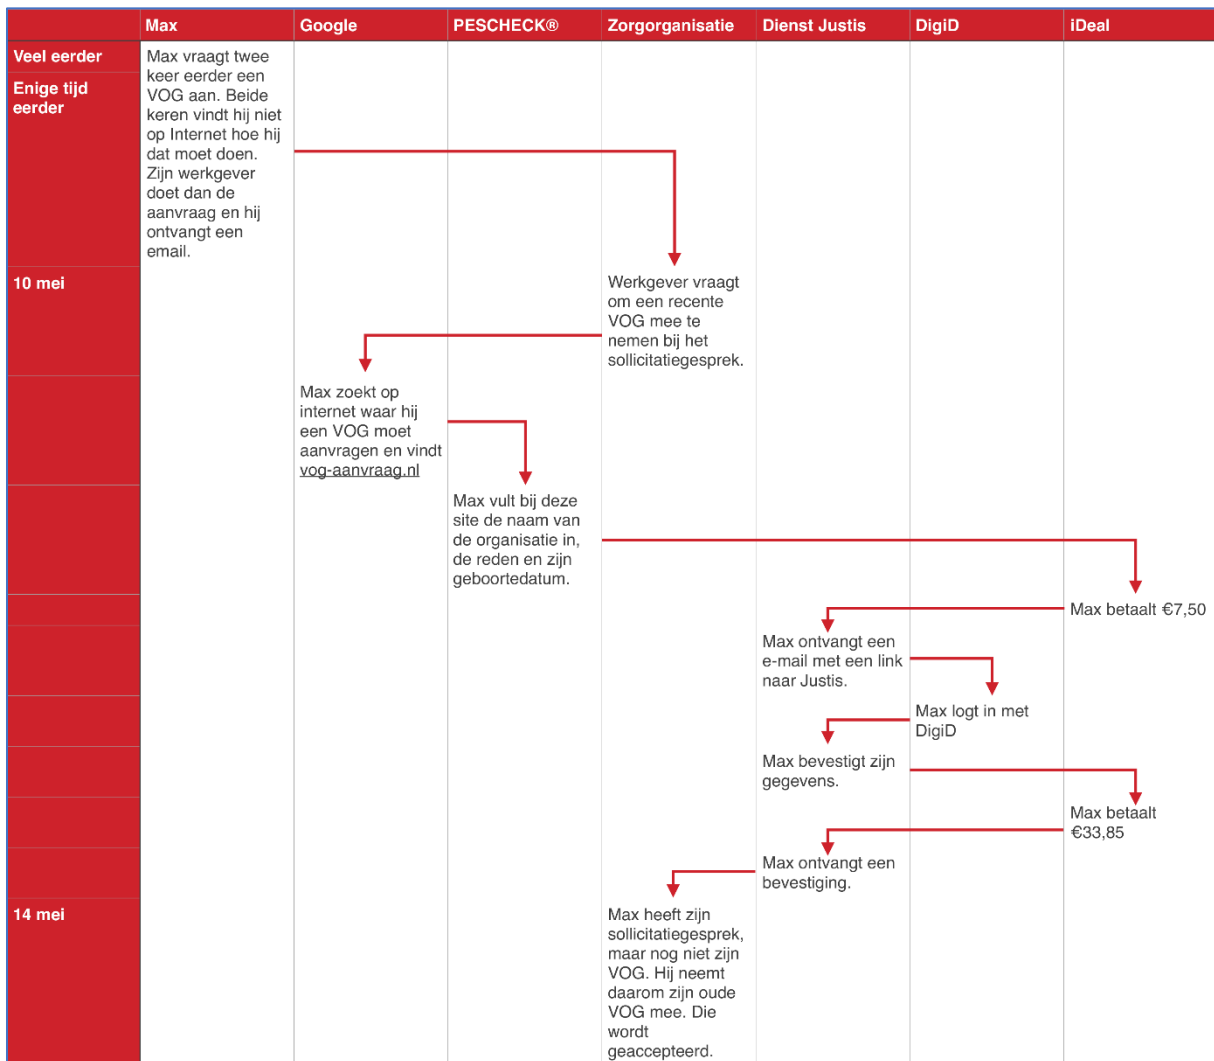 Max
Google
PESCHECK®
Zorgorganisatie
Dienst Justis
DigiD
iDeal
Veel eerder
Enige tijd
eerder
Max vraagt twee
keer eerder een
VOG aan. Beide
keren vindt hij niet
op Internet hoe hij
dat moet doen.
Zijn werkgever
doet dan de
aanvraag en hij
ontvangt een
email.
10 mei
Werkgever vraagt
om een recente
VOG mee te
nemen bij het
sollicitatiegesprek.
Max zoekt op
internet waar hij
een VOG moet
aanvragen en vindt
vog-aanvraag.nl
Max vult bij deze
site de naam van
de organisatie in,
de reden en zijn
geboortedatum.
Max betaalt €7,50
Max ontvangt een
e-mail met een link
naar Justis.
Max logt in met
DigiD
Max bevestigt zijn
gegevens.
Max betaalt
€33,85
Max ontvangt een
bevestiging.
14 mei
Max heeft zijn
sollicitatiegesprek,
maar nog niet zijn
VOG. Hij neemt
daarom zijn oude
VOG mee. Die
wordt
geaccepteerd.